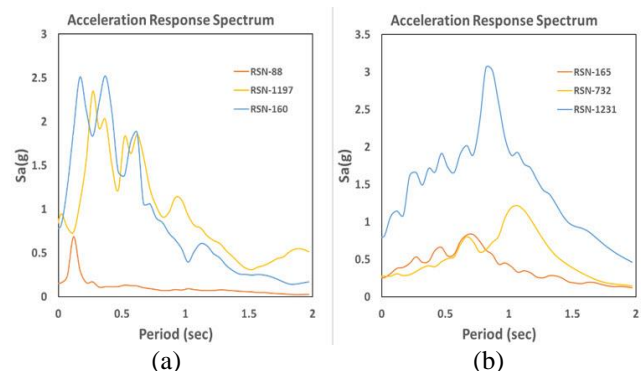 Acceleration Response Spectrum
3
2.5
2
1.5
1
0.5
0
Sa(g)
RSN-88
RSN-1197
RSN-160
0 0.5 1 1.5 2
Period (sec)
(a)
Acceleration Response Spectrum
3.5
3
2.5
2
1.5
1
0.5
0
Sa(g)
RSN-165
RSN-732
RSN-1231
0 0.5 1 1.5 2
Period (sec)
(b)